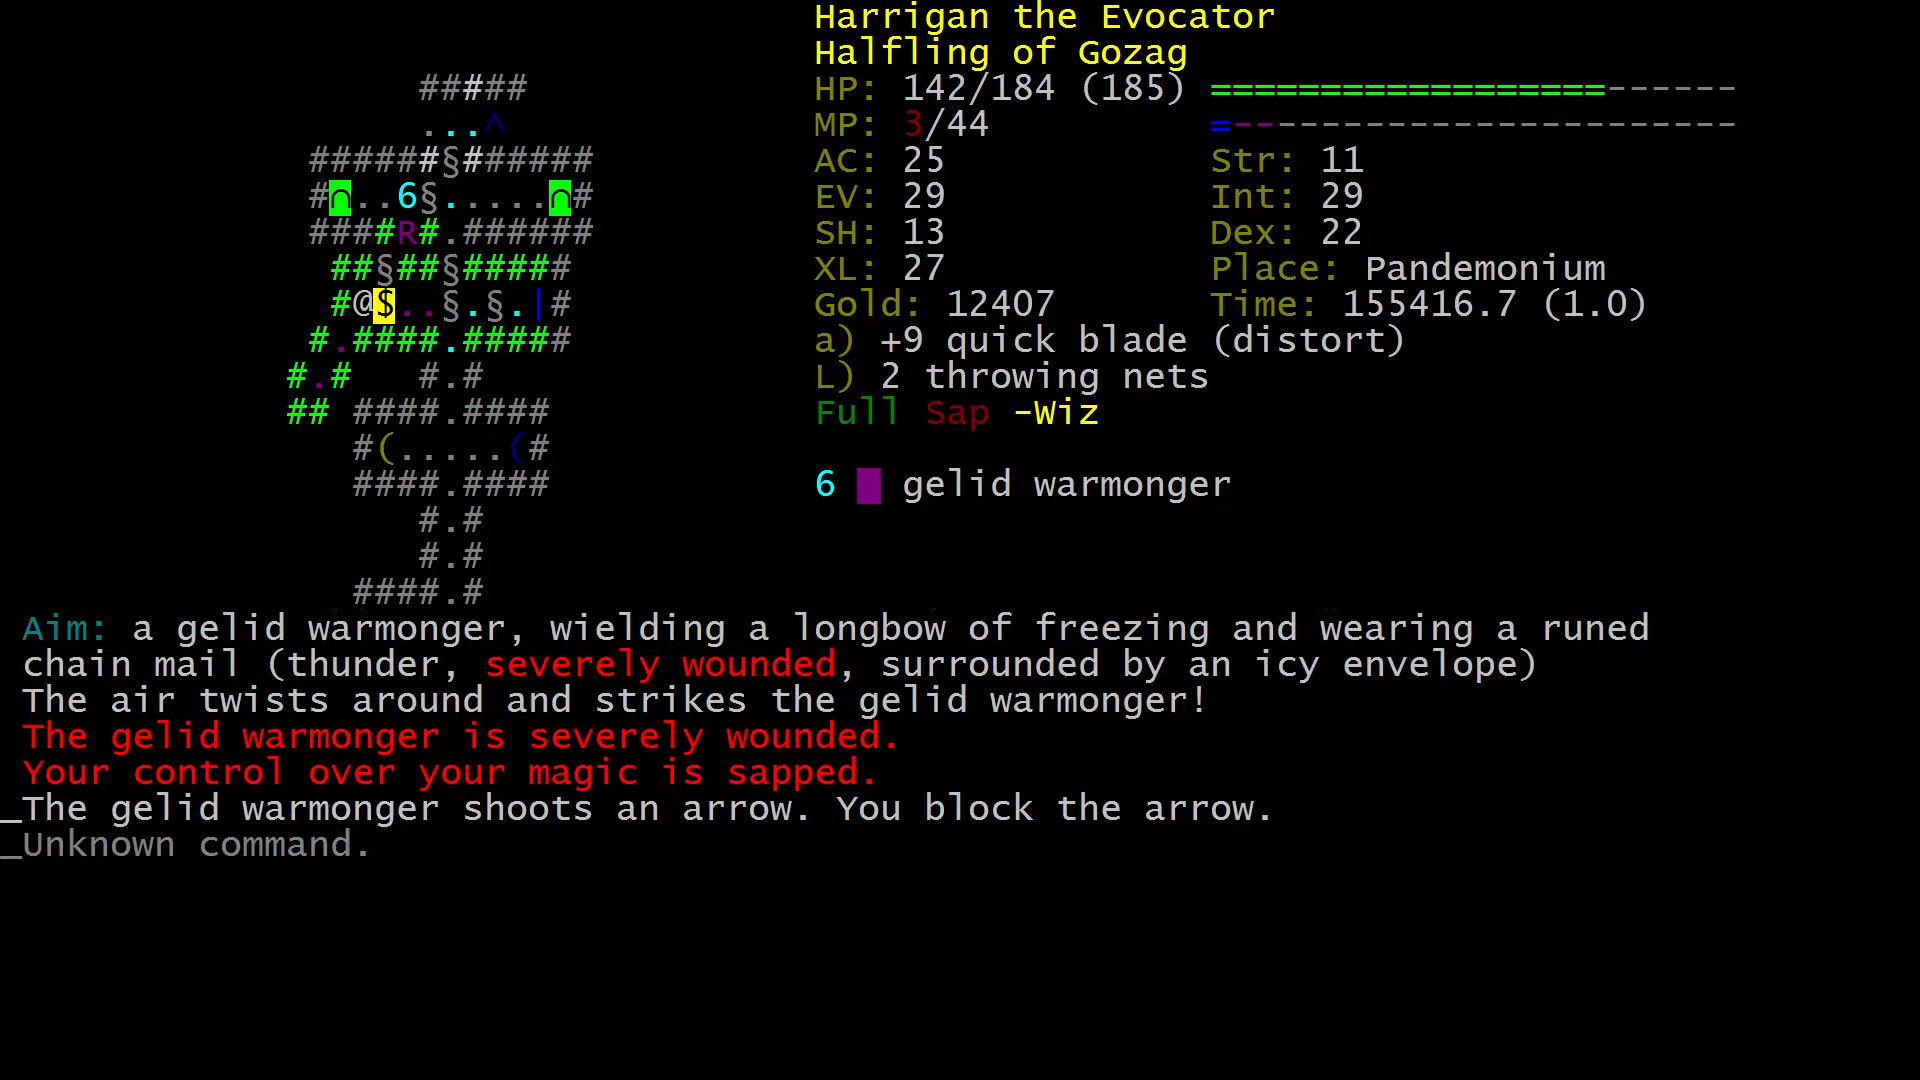 Harrigan the Evocator
Halfling of Gozag
##### HP: 142/184 (185) ==================------
...^ MP: 3/44 =-----------------------
######§###### AC: 25 Str: 11
#∩..6§.....∩# EV: 29 Int: 29
####R#.###### SH: 13 Dex: 22
##§##§##### XL: 27 Place: Pandemonium
#@$..§.§.|# Gold: 12407 Time: 155416.7 (1.0)
#.####.##### a) +9 quick blade (distort)
#.# #.# L) 2 throwing nets
## ####.#### Full Sap -Wiz
#(.....(#
####.#### 6 gelid warmonger
#.#
#.#
####.#
Aim: a gelid warmonger, wielding a longbow of freezing and wearing a runed
chain mail (thunder, severely wounded, surrounded by an icy envelope)
The air twists around and strikes the gelid warmonger!
The gelid warmonger is severely wounded.
Your control over your magic is sapped.
_The gelid warmonger shoots an arrow. You block the arrow.
_Unknown command.